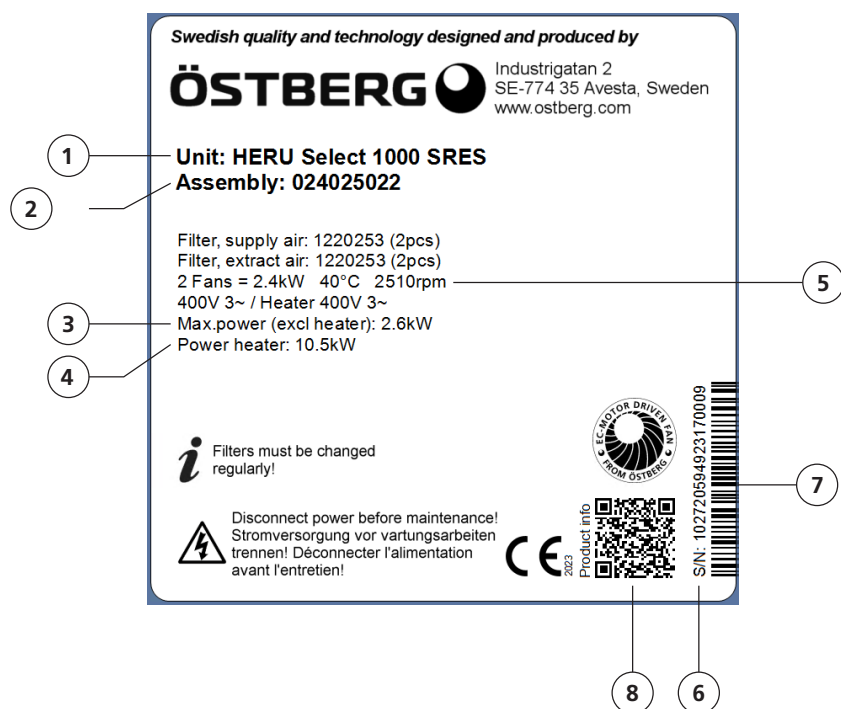 Swedish quality and technology designed and produced by
ÖSTBERG
Industrigatan 2
SE-774 35 Avesta, Sweden
www.ostberg.com
1
Unit: HERU Select 1000 SRES
2
Assembly: 024025022
Filter, supply air: 1220253 (2pcs)
Filter, extract air: 1220253 (2pcs)
2 Fans = 2.4kW 40°C 2510rpm
5
400V 3~ / Heater 400V 3~
3
Max.power (excl heater): 2.6kW
4
Power heater: 10.5kW
EC-MOTOR DRIVEN FAN
FROM ÖSTBERG
Filters must be changed
regularly!
Disconnect power before maintenance!
Stromversorgung vor vartungsarbeiten
trennen! Déconnecter l'alimentation
avant l'entretien!
CE
2023
Product info
S/N: 102720594923170009
7
8
6